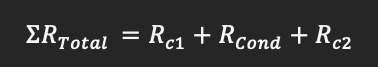 ΣR_Total = R_c1 + R_Cond + R_c2